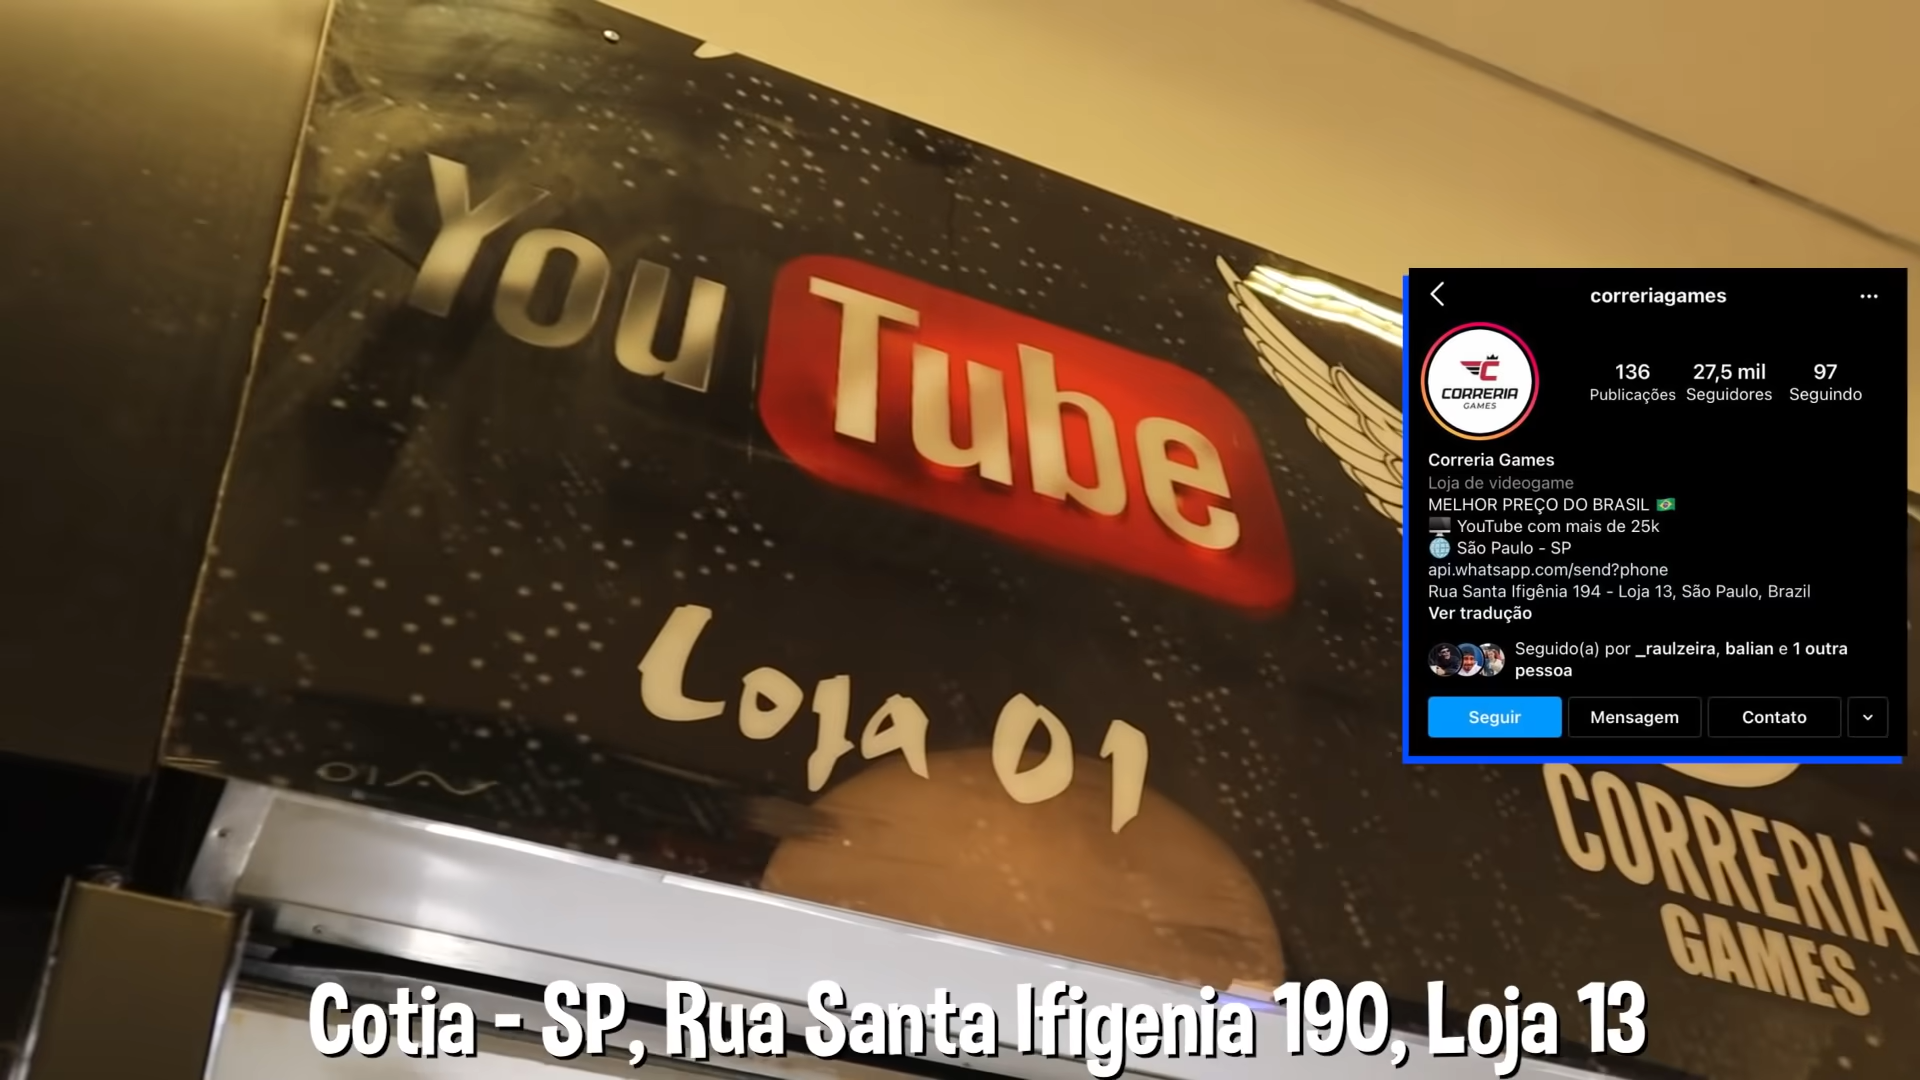 YouTube
Loja 01
CORRERIA
GAMES
correriagames
CORRERIA
GAMES
136
Publicações
27,5 mil
Seguidores
97
Seguindo
Correria Games
Loja de videogame
MELHOR PREÇO DO BRASIL 🇧🇷
YouTube com mais de 25k
São Paulo - SP
api.whatsapp.com/send?phone
Rua Santa Ifigênia 194 - Loja 13, São Paulo, Brazil
Ver tradução
Seguido(a) por _raulzeira, balian e 1 outra
pessoa
Seguir
Mensagem
Contato
Cotia - SP, Rua Santa Ifigenia 190, Loja 13